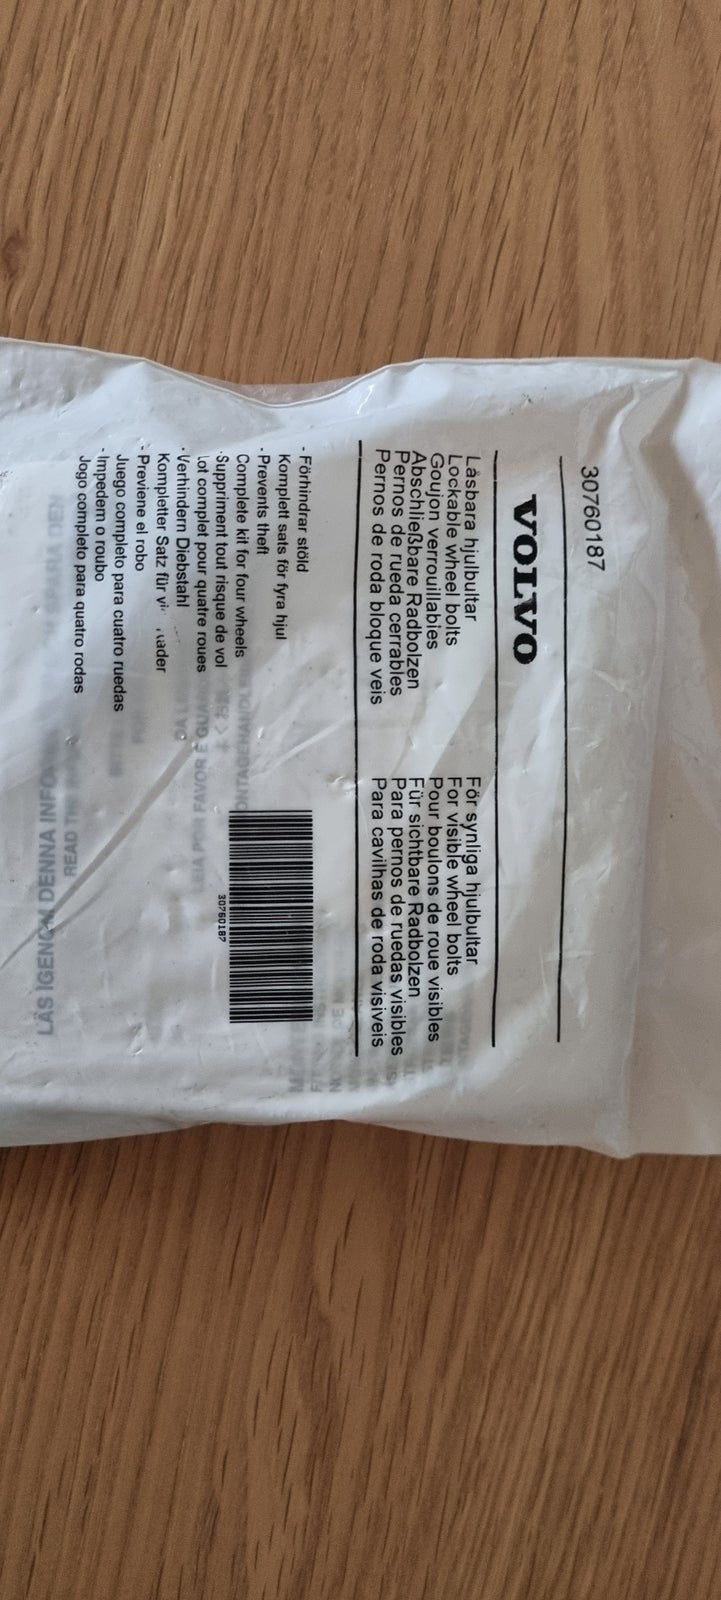 30760187
VOLVO
Låsbara hjulbultar
Lockable wheel bolts
Goujon verrouillables
Abschließbare Radbolzen
Pernos de rueda cerrables
Pernos de roda bloque veis
För synliga hjulbultar
For visible wheel bolts
Pour boulons de roue visibles
Für sichtbare Radbolzen
Para pernos de ruedas visibles
Para cavilhas de roda visiveis
- Förhindrar stöld
Komplett sats för fyra hjul
- Prevents theft
Complete kit for four wheels
- Suppriment tout risque de vol
Lot complet pour quatre roues
- Verhindern Diebstahl
Kompletter Satz für
- Previene el robo
Juego completo para cuatro ruedas
- Impedem o roubo
Jogo completo para quatro rodas
30760187
LÄS IGENOM DENNA
READ